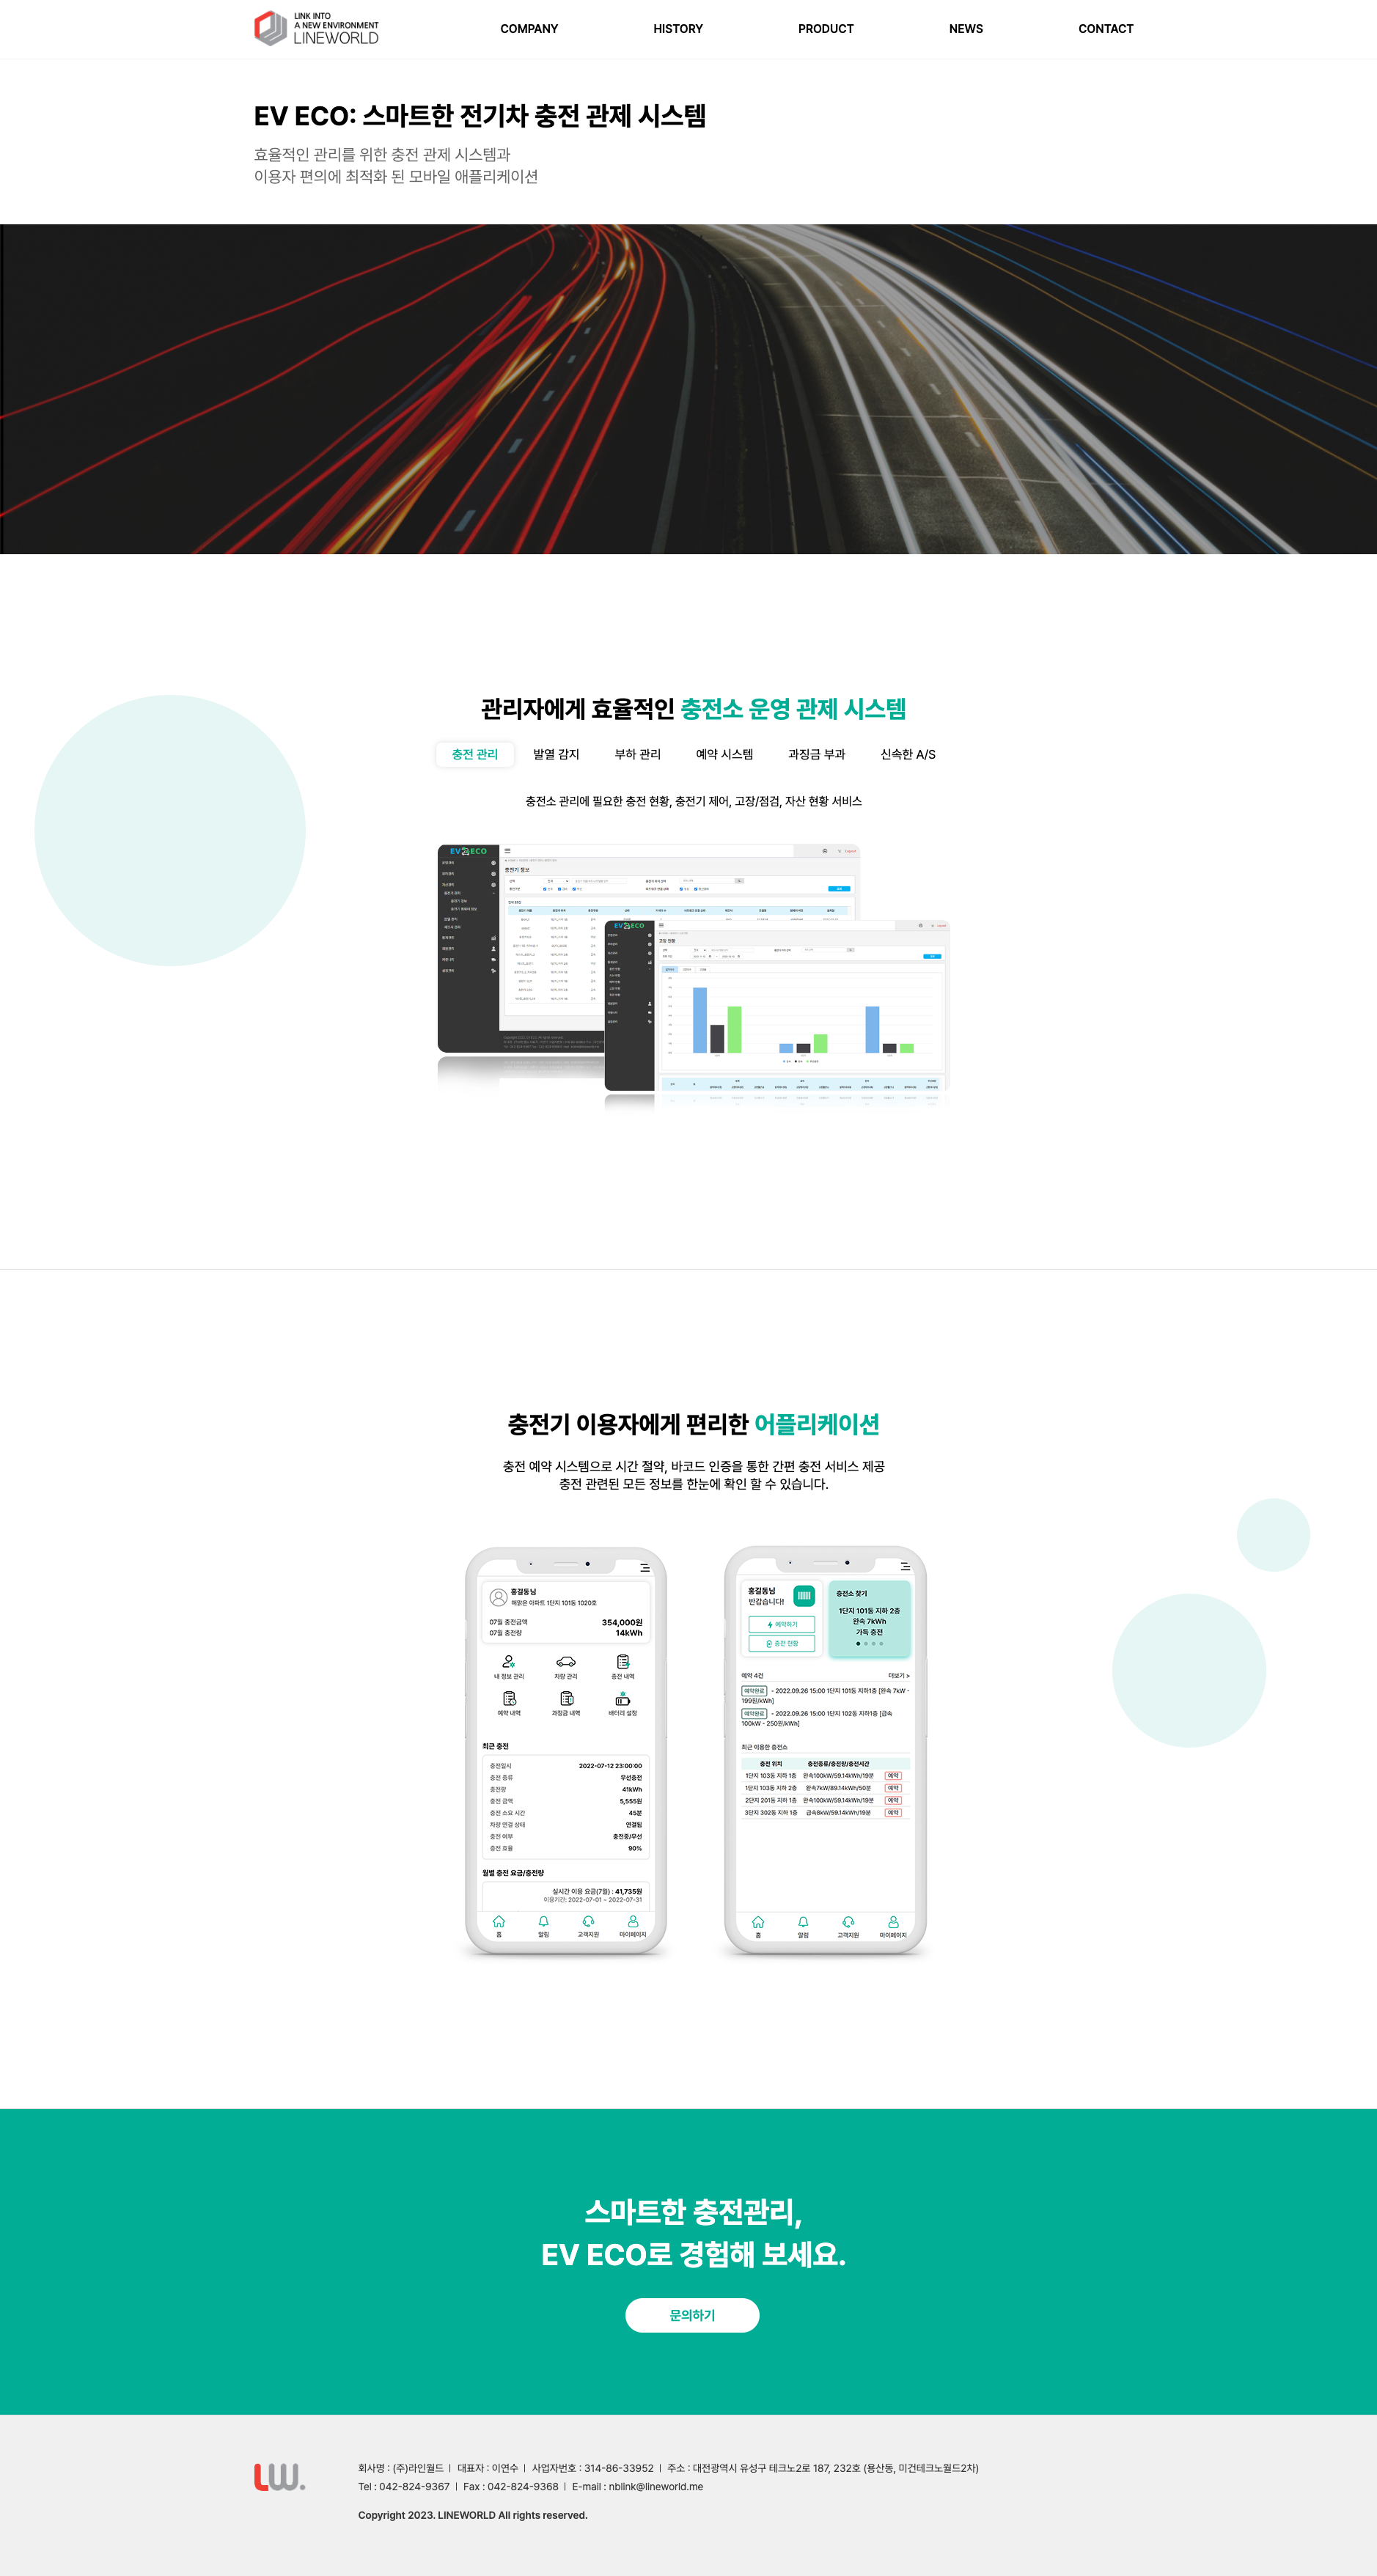 LINK INTO
A NEW ENVIRONMENT
LINEWORLD
COMPANY
HISTORY
PRODUCT
NEWS
CONTACT
EV ECO: 스마트한 전기차 충전 관제 시스템
효율적인 관리를 위한 충전 관제 시스템과
이용자 편의에 최적화 된 모바일 애플리케이션
관리자에게 효율적인 충전소 운영 관제 시스템
충전 관리
발열 감지
부하 관리
예약 시스템
과징금 부과
신속한 A/S
충전소 관리에 필요한 충전 현황, 충전기 제어, 고장/점검, 자산 현황 서비스
EV ECO
충전기 정보
EV ECO
고장 현황
충전기 이용자에게 편리한 어플리케이션
충전 예약 시스템으로 시간 절약, 바코드 인증을 통한 간편 충전 서비스 제공
충전 관련된 모든 정보를 한눈에 확인 할 수 있습니다.
홍길동님
해맑은 아파트 1단지 101동 1020호
07월 충전금액 354,000원
07월 충전량 14kWh
내 정보 관리
차량 관리
충전 내역
예약 내역
과징금 내역
배터리 설정
최근 충전
충전일시 2022-07-12 23:00:00
충전 종류 무선충전
충전량 41kWh
충전 금액 5,555원
충전 소요 시간 45분
차량 연결 상태 연결됨
충전 여부 충전중/무선
충전 효율 90%
월별 충전 요금/충전량
실시간 이용 요금(7월) : 41,735원
이용기간: 2022-07-01 ~ 2022-07-31
홈
알림
고객지원
마이페이지
홍길동님
반갑습니다!
예약하기
충전 현황
충전소 찾기
1단지 101동 지하 2층
완속 7kWh
가득 충전
예약 4건
더보기 >
예약완료 - 2022.09.26 15:00 1단지 101동 지하1층 [완속 7kW -
199원/kWh]
예약완료 - 2022.09.26 15:00 1단지 102동 지하1층 [급속
100kW - 250원/kWh]
최근 이용한 충전소
충전 위치 충전종류/충전량/충전시간
1단지 103동 지하 1층 완속100kW/59.14kWh/19분 예약
1단지 103동 지하 2층 완속7kW/89.14kWh/50분 예약
2단지 201동 지하 1층 완속100kW/59.14kWh/19분 예약
3단지 302동 지하 1층 급속8kW/59.14kWh/19분 예약
홈
알림
고객지원
마이페이지
스마트한 충전관리,
EV ECO로 경험해 보세요.
문의하기
LW.
회사명 : (주)라인월드 | 대표자 : 이연수 | 사업자번호 : 314-86-33952 | 주소 : 대전광역시 유성구 테크노2로 187, 232호 (용산동, 미건테크노월드2차)
Tel : 042-824-9367 | Fax : 042-824-9368 | E-mail : nblink@lineworld.me
Copyright 2023. LINEWORLD All rights reserved.